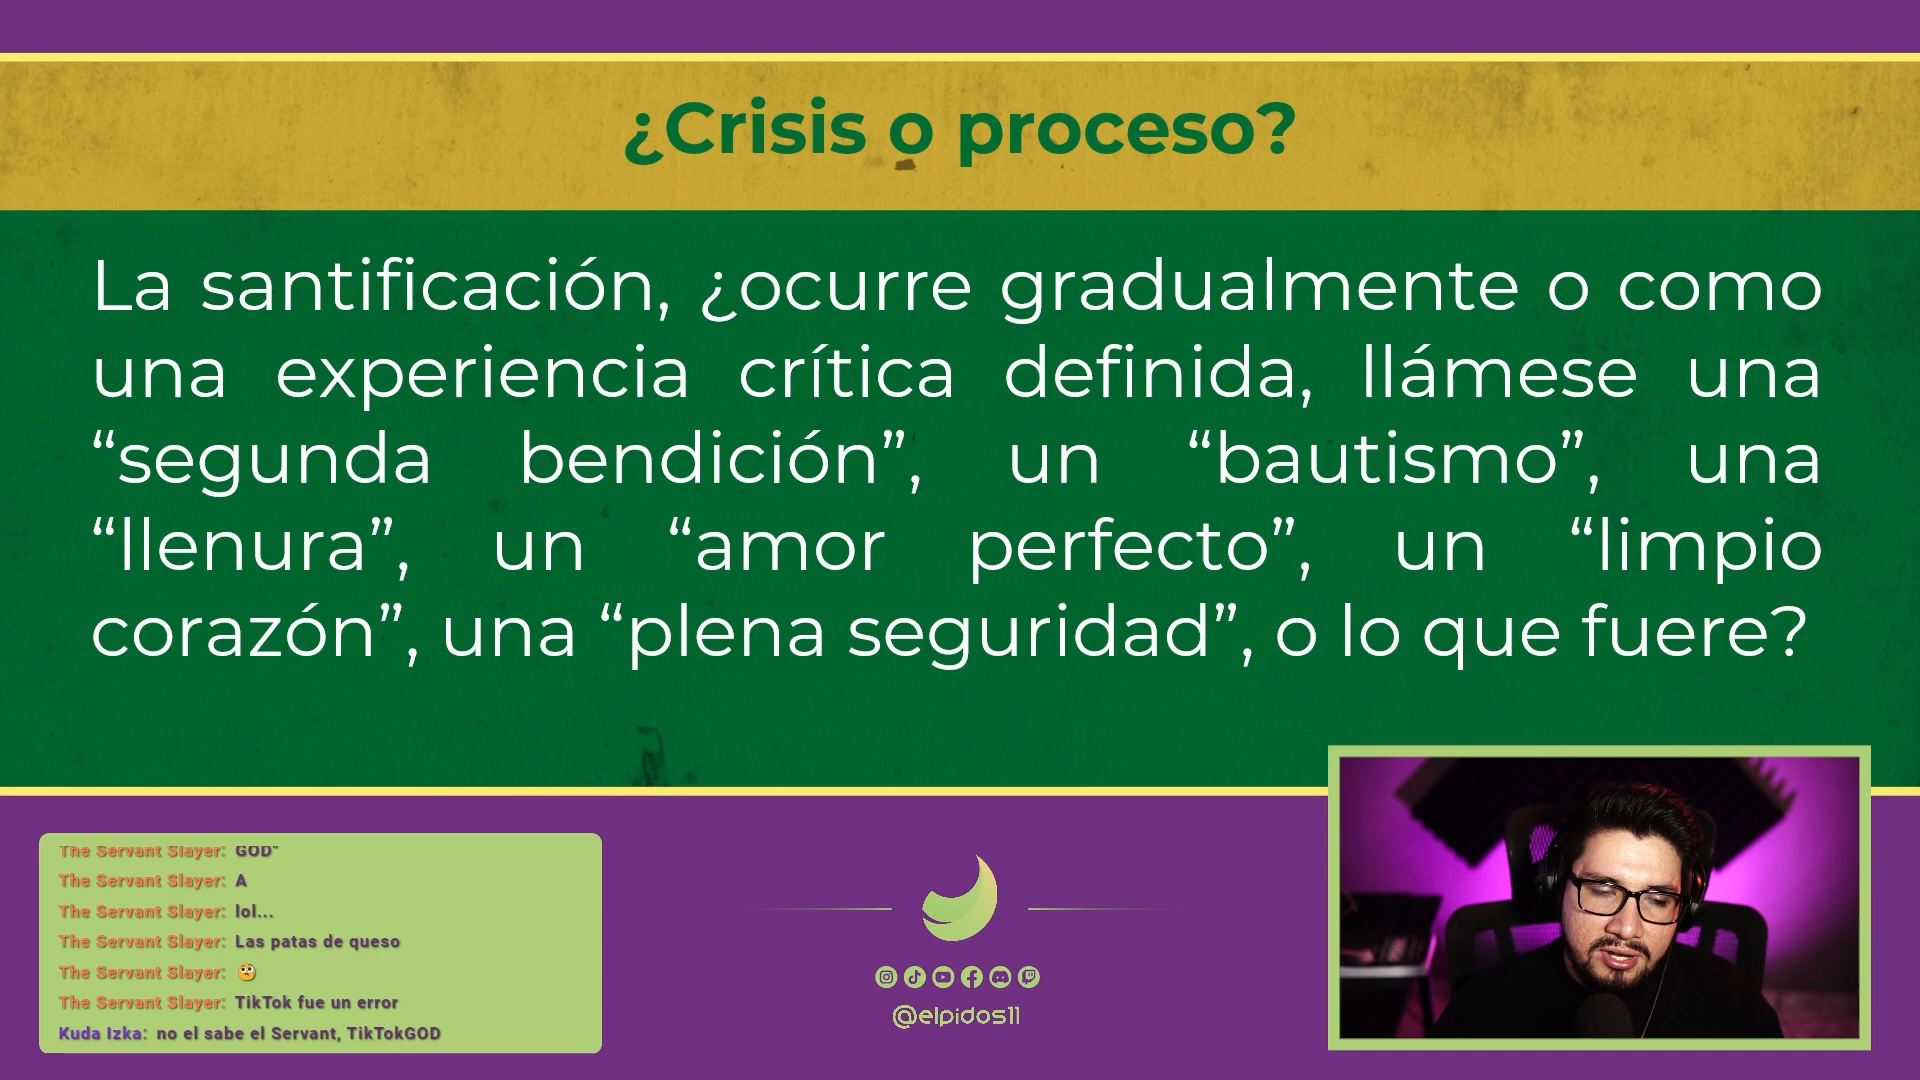 ¿Crisis o proceso?
La santificación, ¿ocurre gradualmente o como
una experiencia crítica definida, llámese una
“segunda bendición”, un “bautismo”, una
“llenura”, un “amor perfecto”, un “limpio
corazón”, una “plena seguridad”, o lo que fuere?
The Servant Slayer: GOD"
The Servant Slayer: A
The Servant Slayer: lol...
The Servant Slayer: Las patas de queso
The Servant Slayer: 🥺
The Servant Slayer: TikTok fue un error
Kuda Izka: no el sabe el Servant, TikTokGOD
@elpidos11